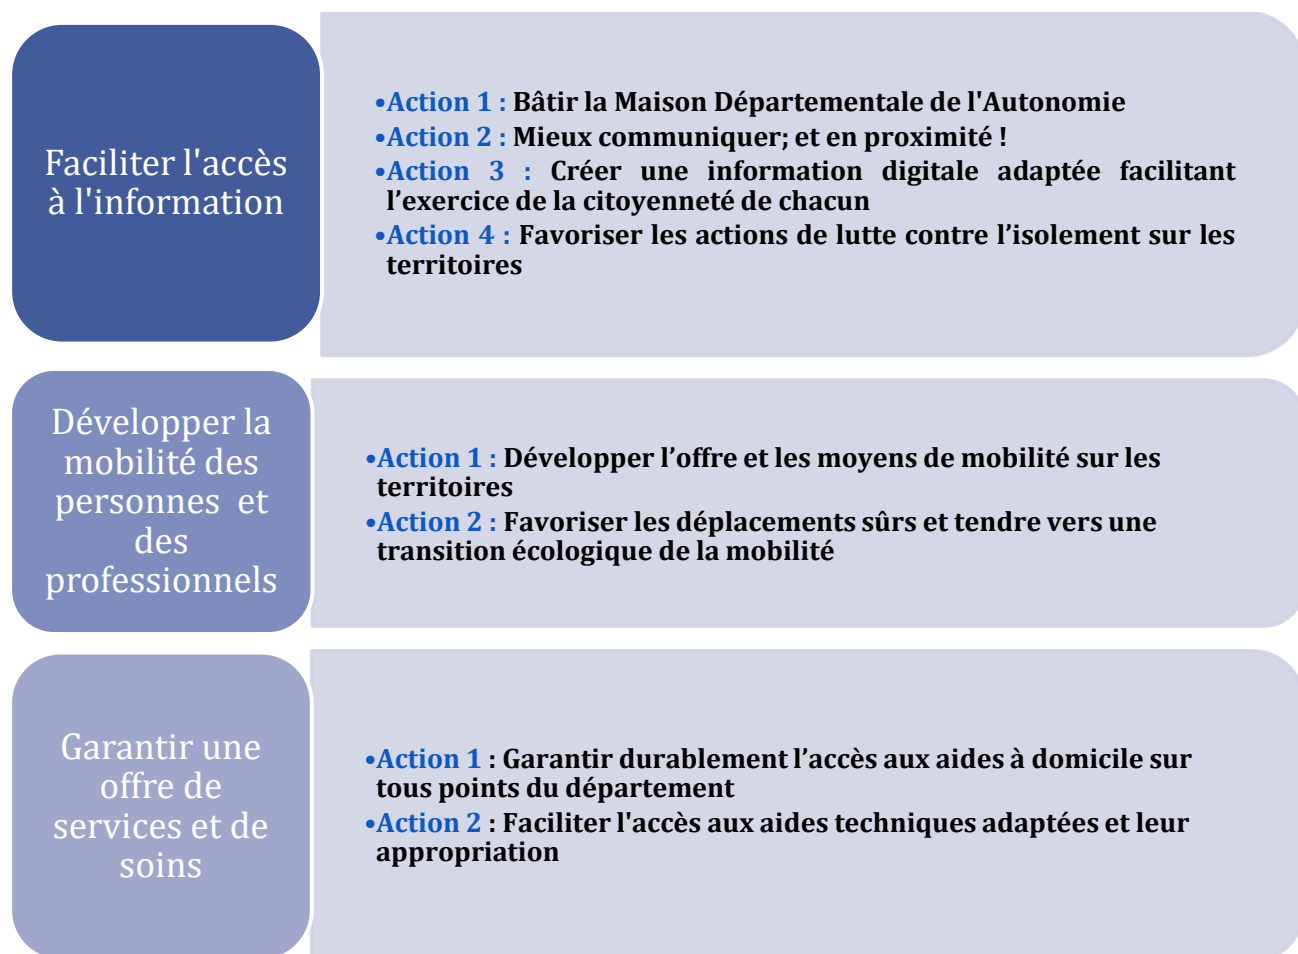 Faciliter l'accès
à l'information
•Action 1 : Bâtir la Maison Départementale de l'Autonomie
•Action 2 : Mieux communiquer; et en proximité !
•Action 3 : Créer une information digitale adaptée facilitant
l’exercice de la citoyenneté de chacun
•Action 4 : Favoriser les actions de lutte contre l’isolement sur les
territoires
Développer la
mobilité des
personnes et
des
professionnels
•Action 1 : Développer l’offre et les moyens de mobilité sur les
territoires
•Action 2 : Favoriser les déplacements sûrs et tendre vers une
transition écologique de la mobilité
Garantir une
offre de
services et de
soins
•Action 1 : Garantir durablement l’accès aux aides à domicile sur
tous points du département
•Action 2 : Faciliter l'accès aux aides techniques adaptées et leur
appropriation